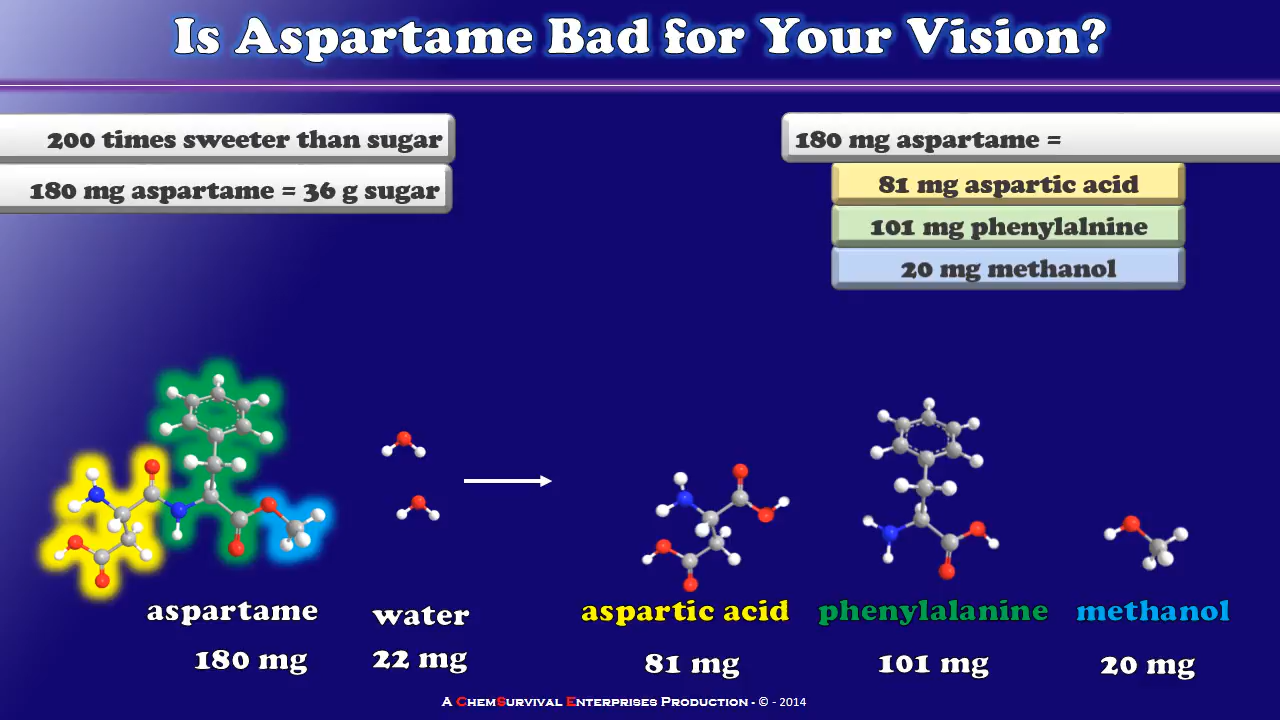 Is Aspartame Bad for Your Vision?
200 times sweeter than sugar
180 mg aspartame = 36 g sugar
180 mg aspartame =
81 mg aspartic acid
101 mg phenylalnine
20 mg methanol
aspartame
water
aspartic acid
phenylalanine
methanol
180 mg
22 mg
81 mg
101 mg
20 mg
A ChemSurvival Enterprises Production - © - 2014